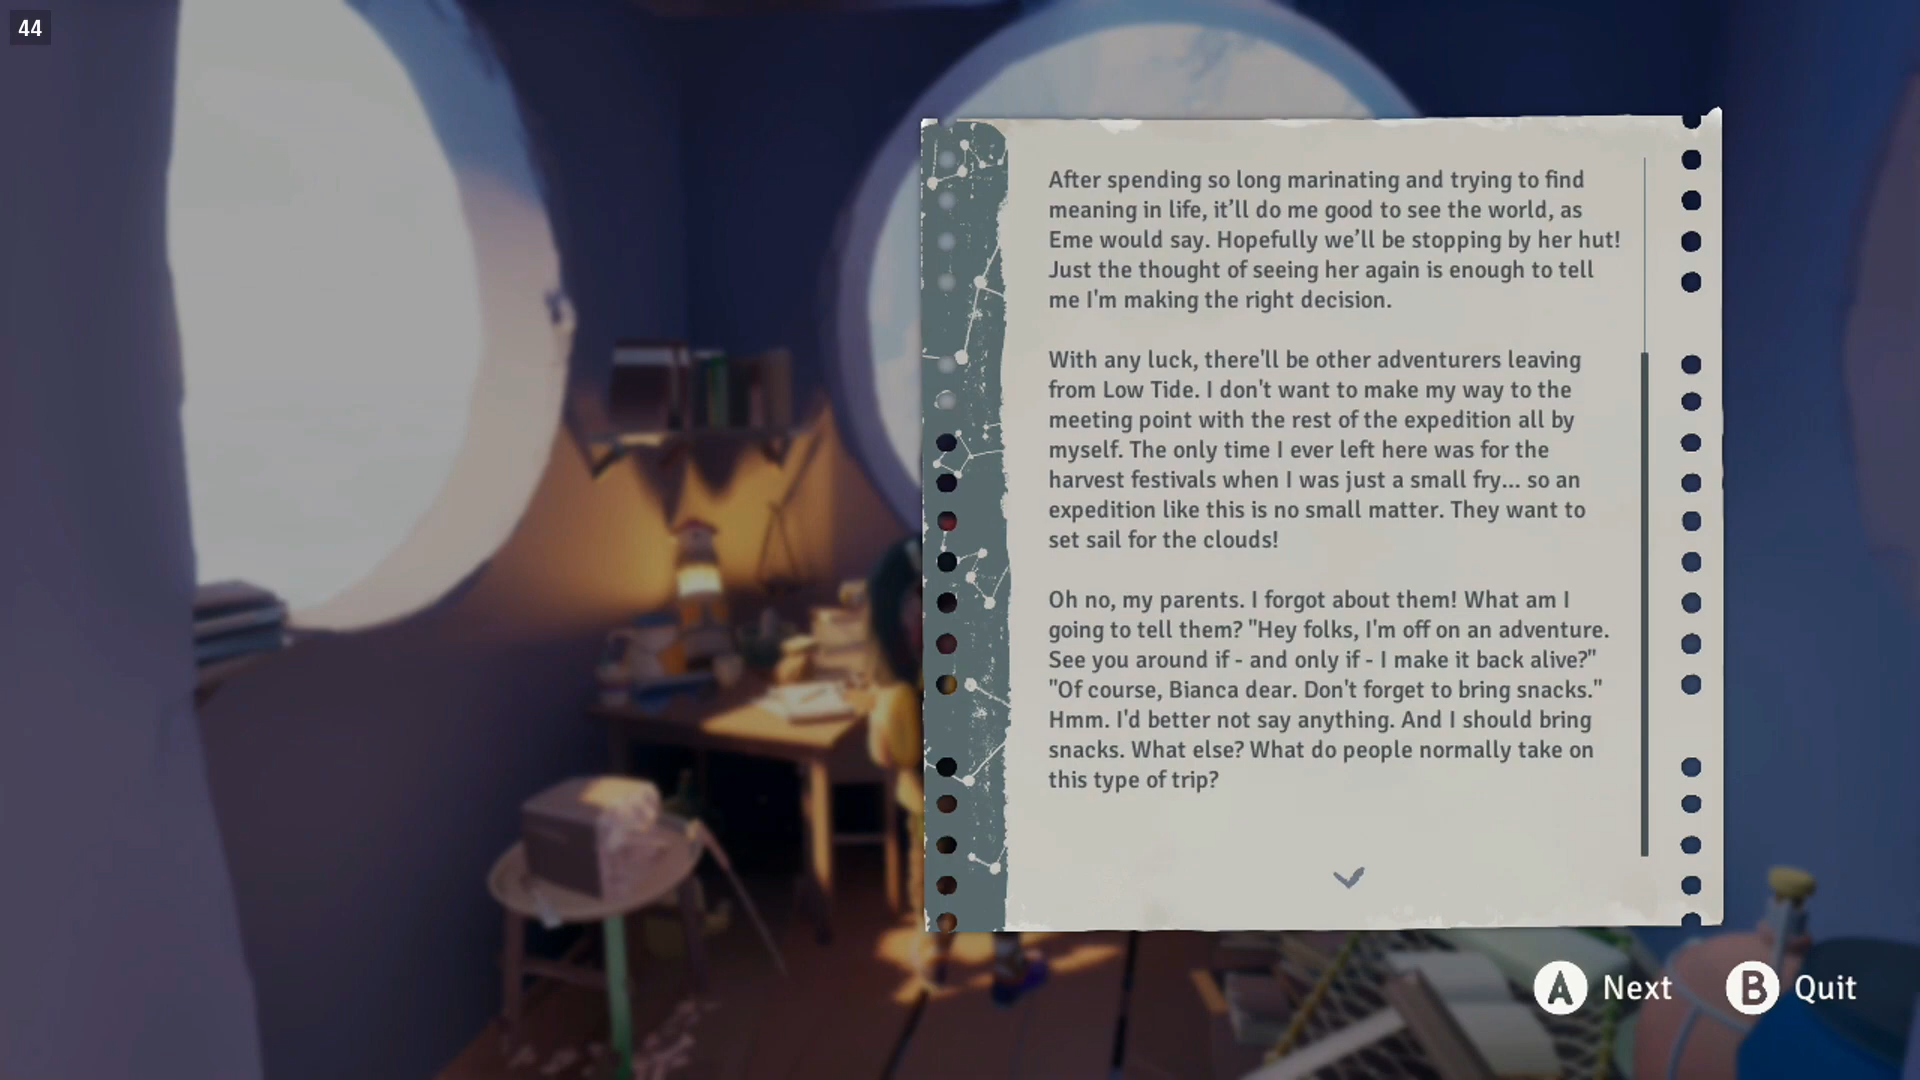 44
After spending so long marinating and trying to find
meaning in life, it’ll do me good to see the world, as
Eme would say. Hopefully we’ll be stopping by her hut!
Just the thought of seeing her again is enough to tell
me I'm making the right decision.
With any luck, there'll be other adventurers leaving
from Low Tide. I don't want to make my way to the
meeting point with the rest of the expedition all by
myself. The only time I ever left here was for the
harvest festivals when I was just a small fry... so an
expedition like this is no small matter. They want to
set sail for the clouds!
Oh no, my parents. I forgot about them! What am I
going to tell them? "Hey folks, I'm off on an adventure.
See you around if - and only if - I make it back alive?"
"Of course, Bianca dear. Don't forget to bring snacks."
Hmm. I'd better not say anything. And I should bring
snacks. What else? What do people normally take on
this type of trip?
A Next B Quit